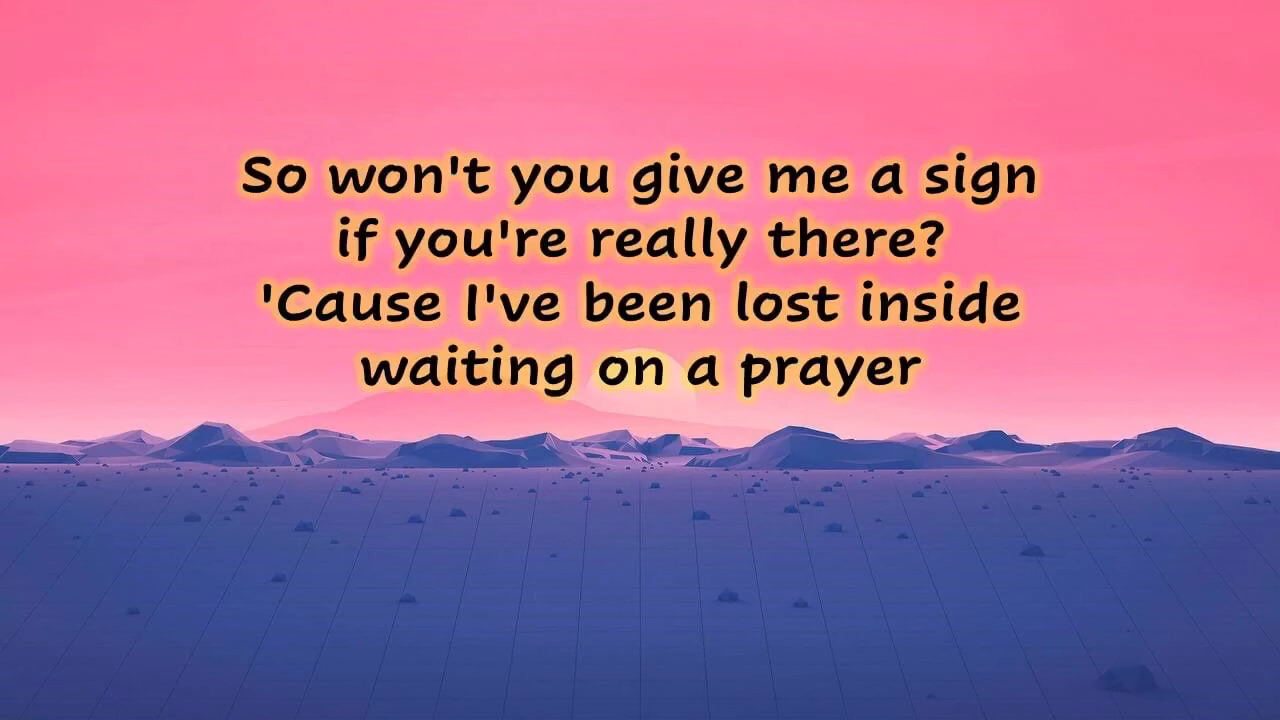 So won't you give me a sign
if you're really there?
'Cause I've been lost inside
waiting on a prayer